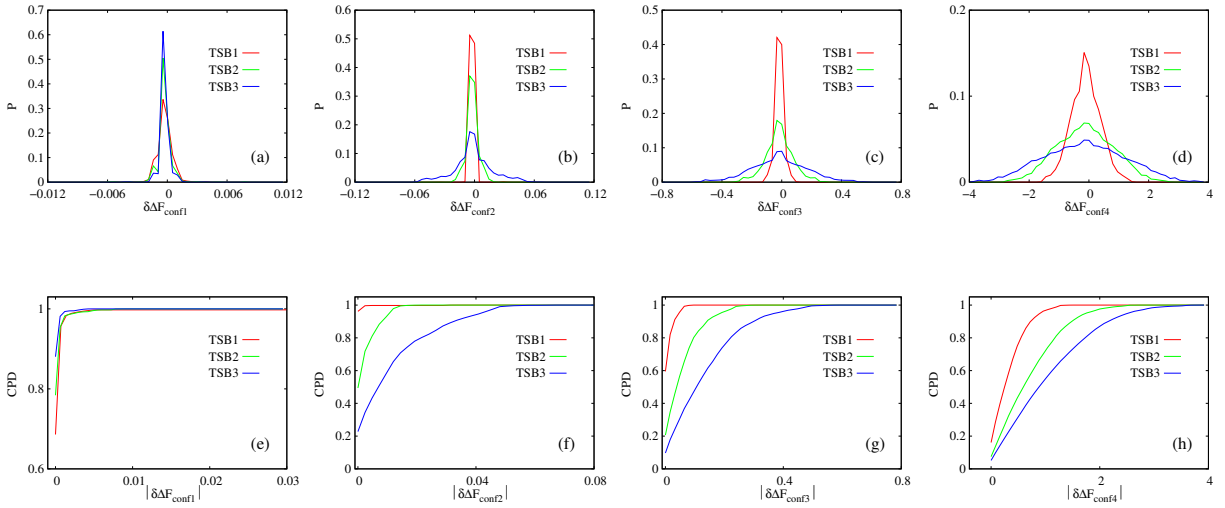 0.7
0.6
0.5
0.4
0.3
0.2
0.1
0
P
TSB1
TSB2
TSB3
(a)
−0.012 −0.006 0 0.006 0.012
δΔF_conf1
0.6
0.5
0.4
0.3
0.2
0.1
0.0
P
TSB1
TSB2
TSB3
(b)
−0.12 −0.06 0 0.06 0.12
δΔF_conf2
0.5
0.4
0.3
0.2
0.1
0
P
TSB1
TSB2
TSB3
(c)
−0.8 −0.4 0 0.4 0.8
δΔF_conf3
0.2
0.1
0
P
TSB1
TSB2
TSB3
(d)
−4 −2 0 2 4
δΔF_conf4
1
0.8
0.6
CPD
TSB1
TSB2
TSB3
(e)
0 0.01 0.02 0.03
|δΔF_conf1|
1
0.8
0.6
0.4
0.2
0
CPD
TSB1
TSB2
TSB3
(f)
0 0.04 0.08
|δΔF_conf2|
1
0.8
0.6
0.4
0.2
0
CPD
TSB1
TSB2
TSB3
(g)
0 0.4 0.8
|δΔF_conf3|
1
0.8
0.6
0.4
0.2
0
CPD
TSB1
TSB2
TSB3
(h)
0 2 4
|δΔF_conf4|